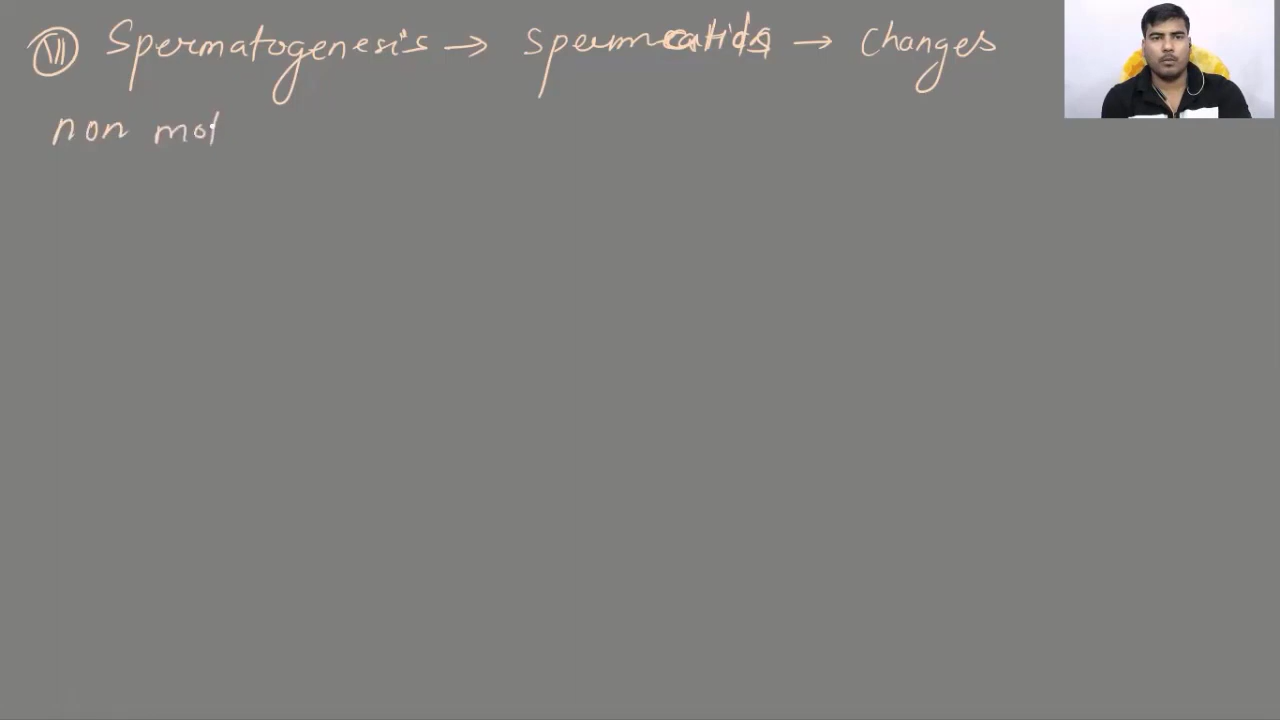 VI Spermatogenesis → Spermatids → Changes
non mot